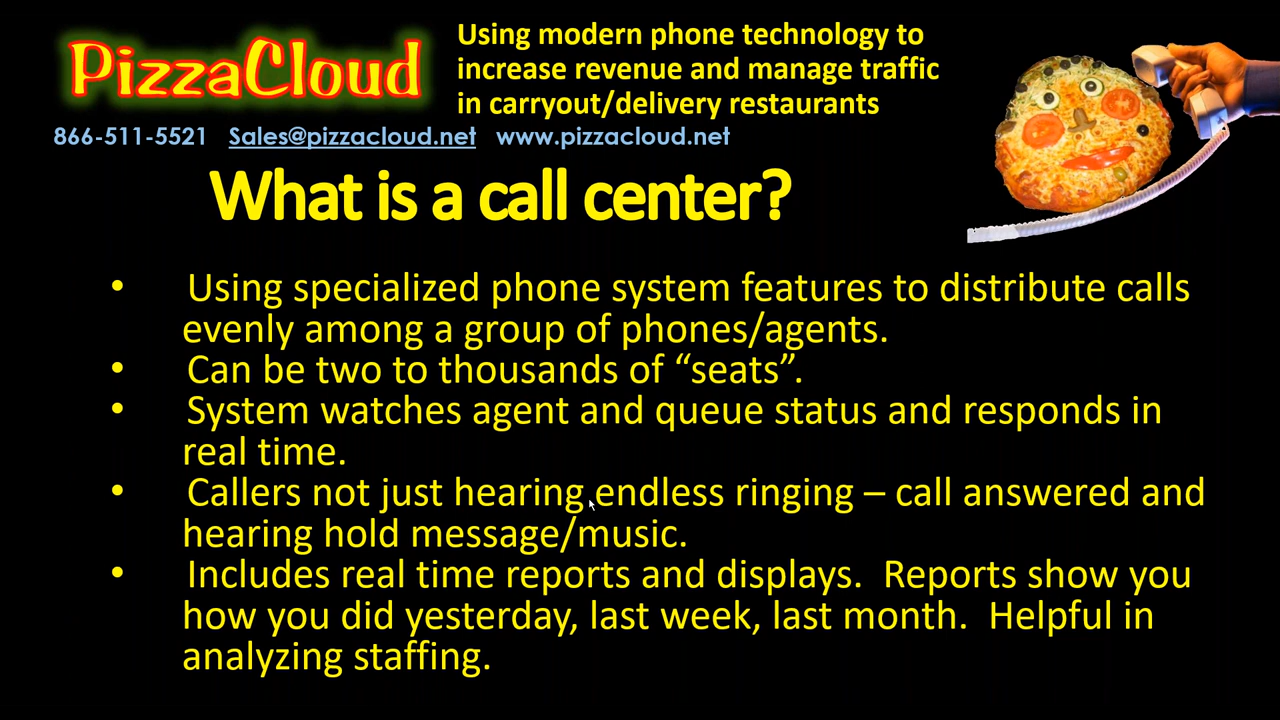 PizzaCloud
Using modern phone technology to
increase revenue and manage traffic
in carryout/delivery restaurants
866-511-5521 Sales@pizzacloud.net www.pizzacloud.net
What is a call center?
• Using specialized phone system features to distribute calls
evenly among a group of phones/agents.
• Can be two to thousands of “seats”.
• System watches agent and queue status and responds in
real time.
• Callers not just hearing endless ringing – call answered and
hearing hold message/music.
• Includes real time reports and displays. Reports show you
how you did yesterday, last week, last month. Helpful in
analyzing staffing.